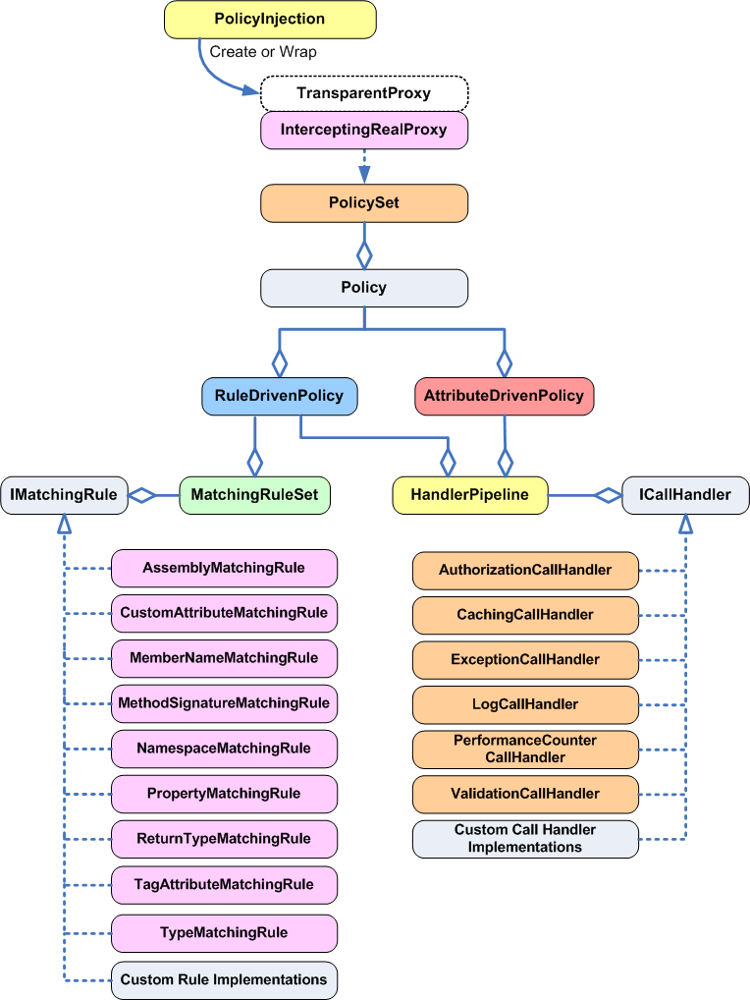 PolicyInjection
Create or Wrap
TransparentProxy
InterceptingRealProxy
PolicySet
Policy
RuleDrivenPolicy
AttributeDrivenPolicy
IMatchingRule
MatchingRuleSet
HandlerPipeline
ICallHandler
AssemblyMatchingRule
CustomAttributeMatchingRule
MemberNameMatchingRule
MethodSignatureMatchingRule
NamespaceMatchingRule
PropertyMatchingRule
ReturnTypeMatchingRule
TagAttributeMatchingRule
TypeMatchingRule
Custom Rule Implementations
AuthorizationCallHandler
CachingCallHandler
ExceptionCallHandler
LogCallHandler
PerformanceCounter
CallHandler
ValidationCallHandler
Custom Call Handler
Implementations